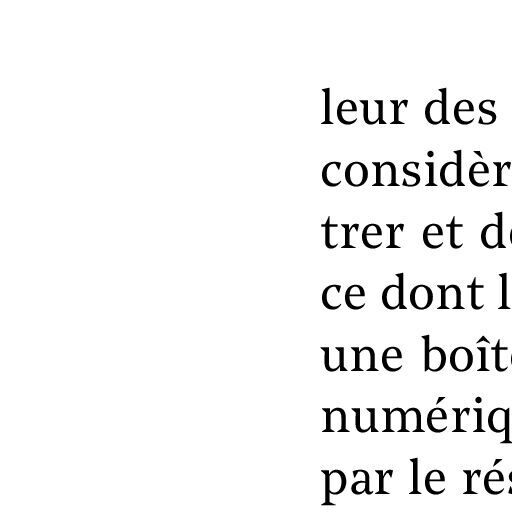 leur des
considèr
trer et d
ce dont l
une boît
numériq
par le ré